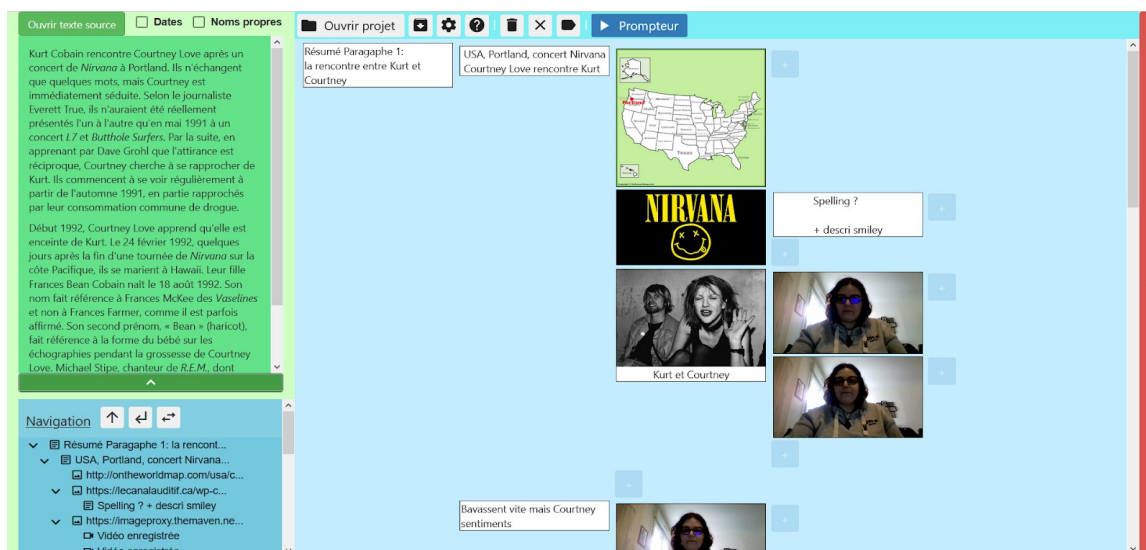 Ouvrir texte source
Dates
Noms propres
Ouvrir projet
Prompteur
Kurt Cobain rencontre Courtney Love après un
concert de Nirvana à Portland. Ils n'échangent
que quelques mots, mais Courtney est
immédiatement séduite. Selon le journaliste
Everett True, ils n'auraient été réellement
présentés l'un à l'autre qu'en mai 1991 à un
concert L7 et Butthole Surfers. Par la suite, en
apprenant par Dave Grohl que l'attirance est
réciproque, Courtney cherche à se rapprocher de
Kurt. Ils commencent à se voir régulièrement à
partir de l'automne 1991, en partie rapprochés
par leur consommation commune de drogue.
Début 1992, Courtney Love apprend qu'elle est
enceinte de Kurt. Le 24 février 1992, quelques
jours après la fin d'une tournée de Nirvana sur la
côte Pacifique, ils se marient à Hawaii. Leur fille
Frances Bean Cobain naît le 18 août 1992. Son
nom fait référence à Frances McKee des Vaselines
et non à Frances Farmer, comme il est parfois
affirmé. Son second prénom, « Bean » (haricot),
fait référence à la forme du bébé sur les
échographies pendant la grossesse de Courtney
Love. Michael Stipe, chanteur de R.E.M., dont
Navigation
Résumé Paragaphe 1: la rencont...
USA, Portland, concert Nirvana...
http://ontheworldmap.com/usa/c...
https://lecanalauditif.ca/wp-c...
Spelling ? + descri smiley
https://imageproxy.themaven.ne...
Vidéo enregistrée
Vidéo enregistrée
Résumé Paragaphe 1:
la rencontre entre Kurt et
Courtney
USA, Portland, concert Nirvana
Courtney Love rencontre Kurt
Portland
Texas
NIRVANA
Spelling ?
+ descri smiley
Kurt et Courtney
Bavassent vite mais Courtney
sentiments